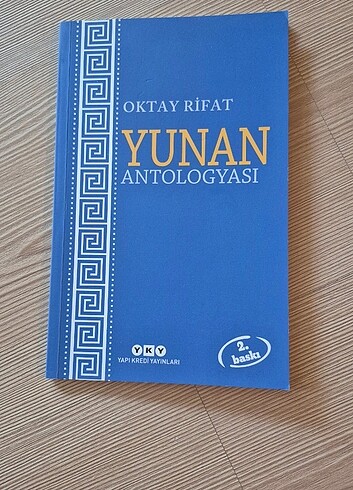 OKTAY RİFAT
YUNAN
ANTOLOGYASI
YKY
YAPI KREDİ YAYINLARI
2.
baskı